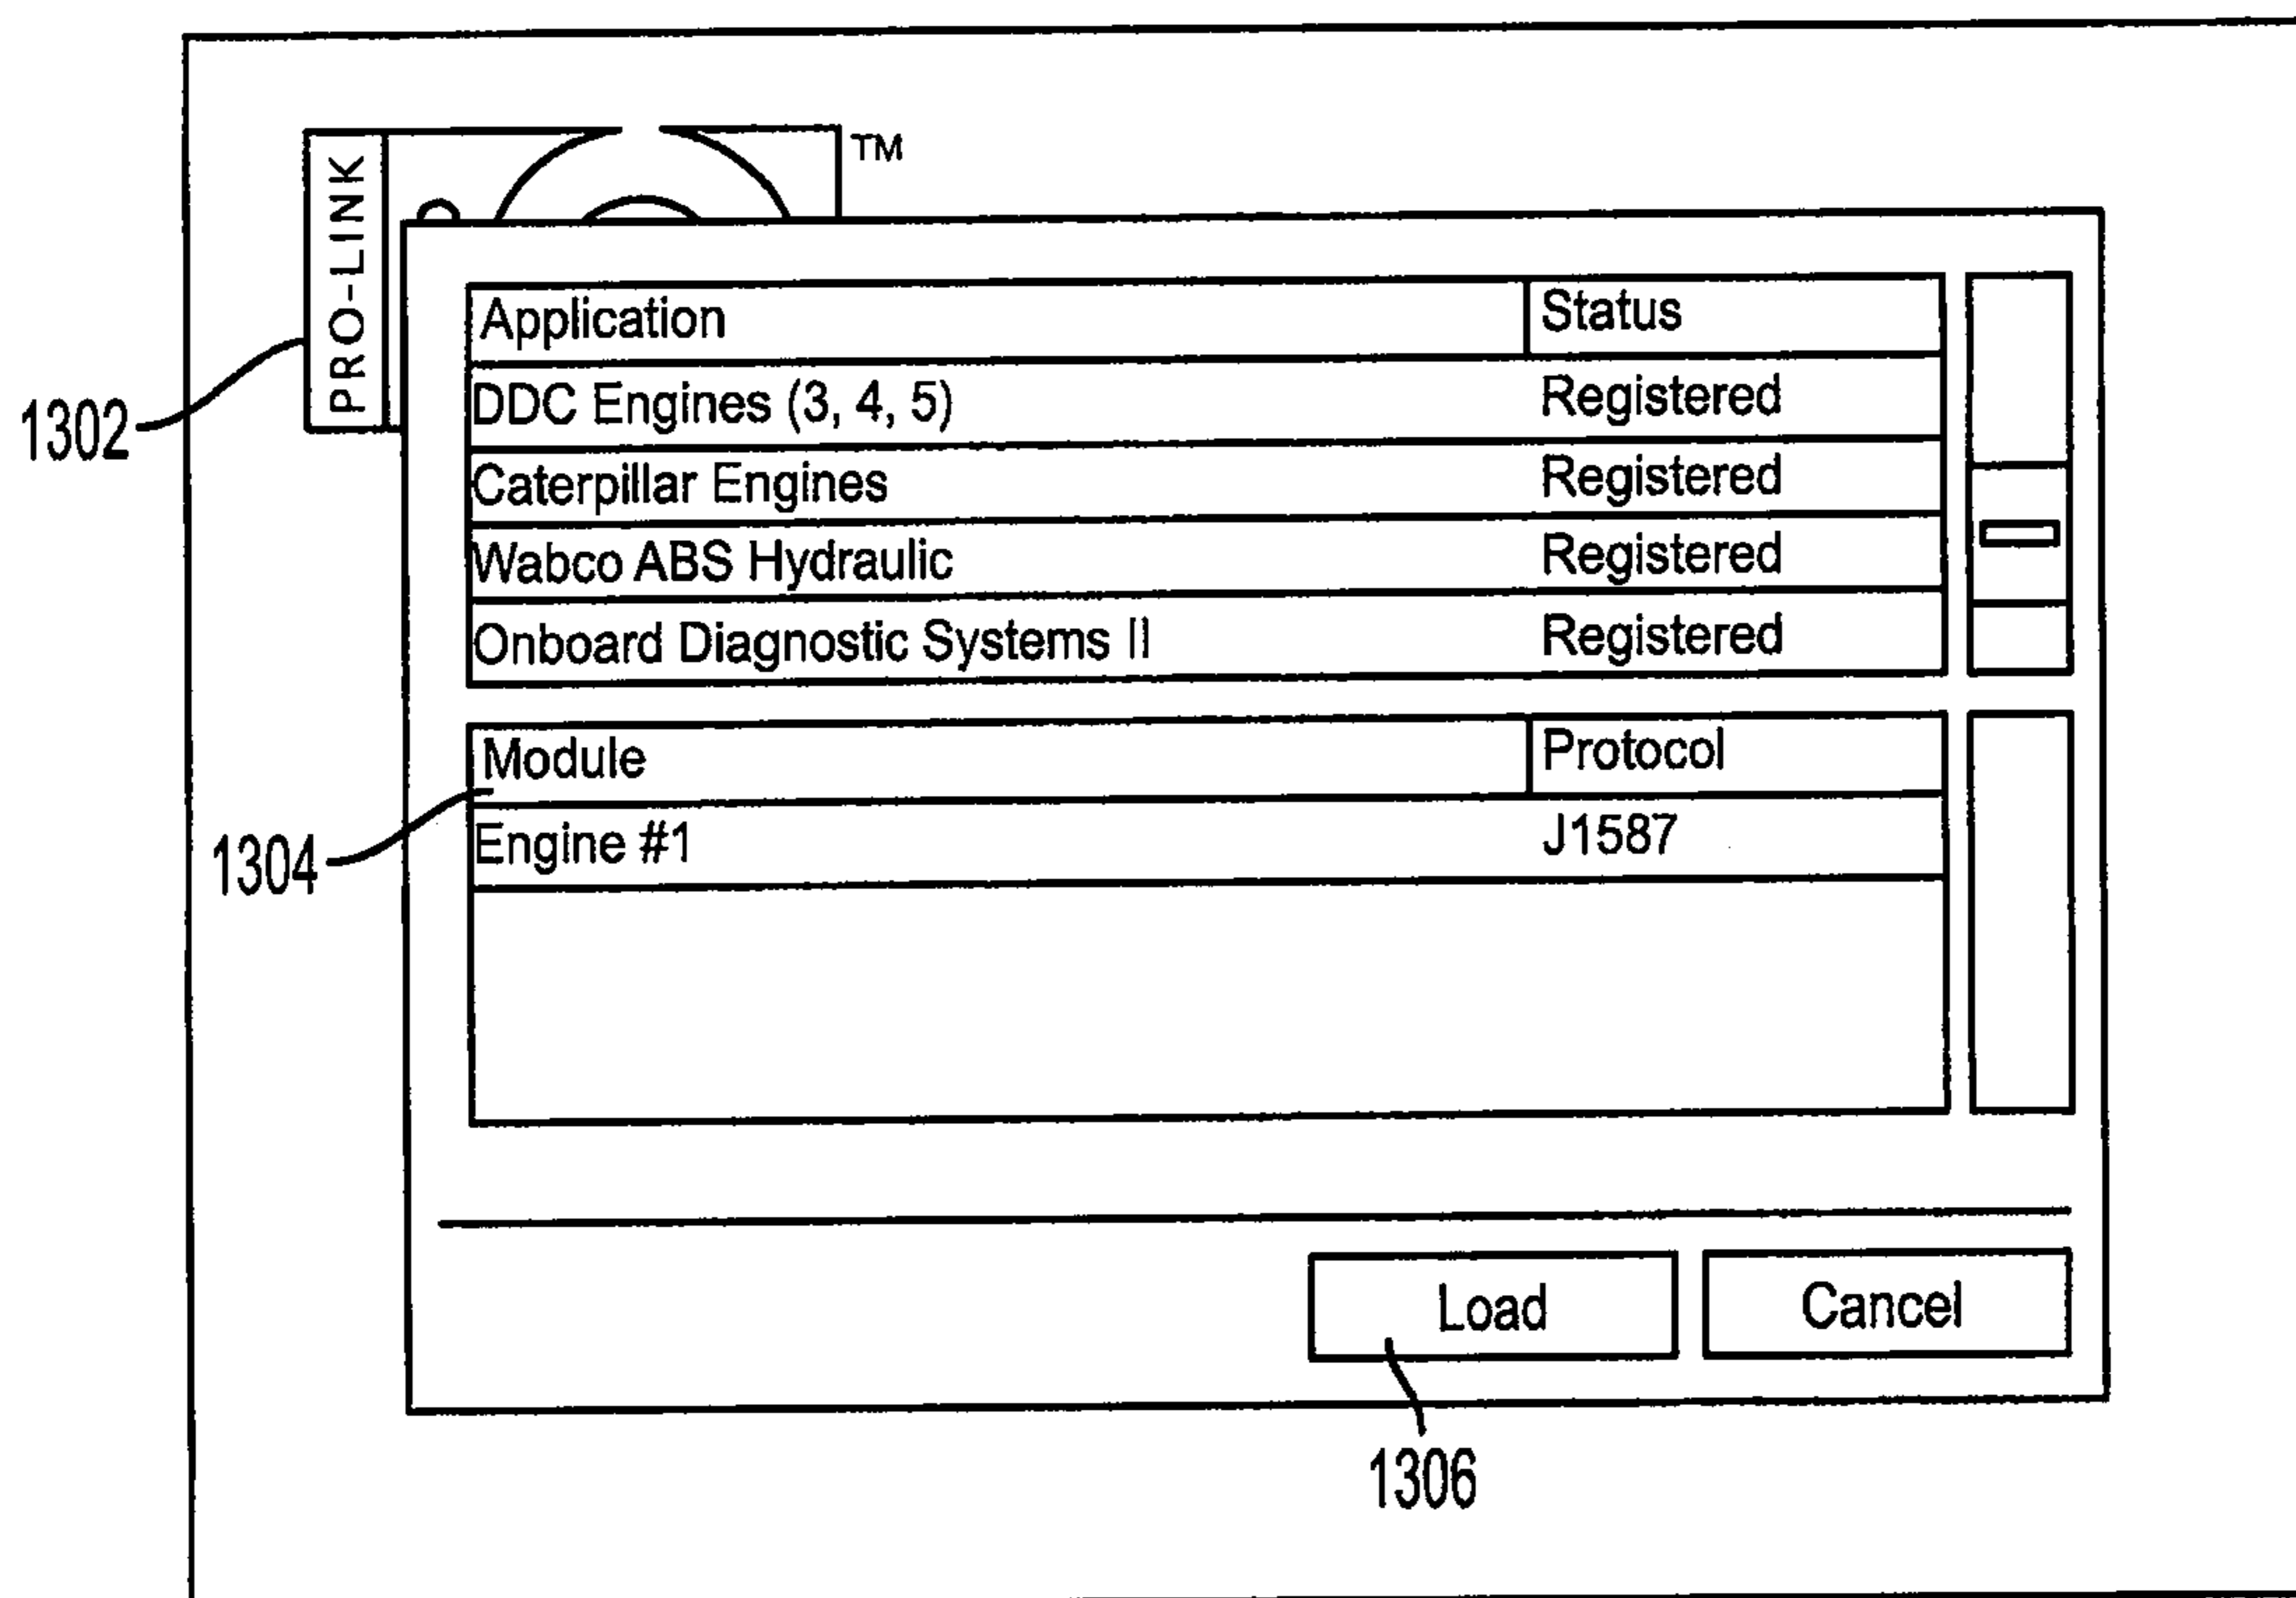 TM
PRO-LINK
Application Status
DDC Engines (3, 4, 5) Registered
Caterpillar Engines Registered
Wabco ABS Hydraulic Registered
Onboard Diagnostic Systems II Registered
1302
Module Protocol
Engine #1 J1587
1304
Load Cancel
1306